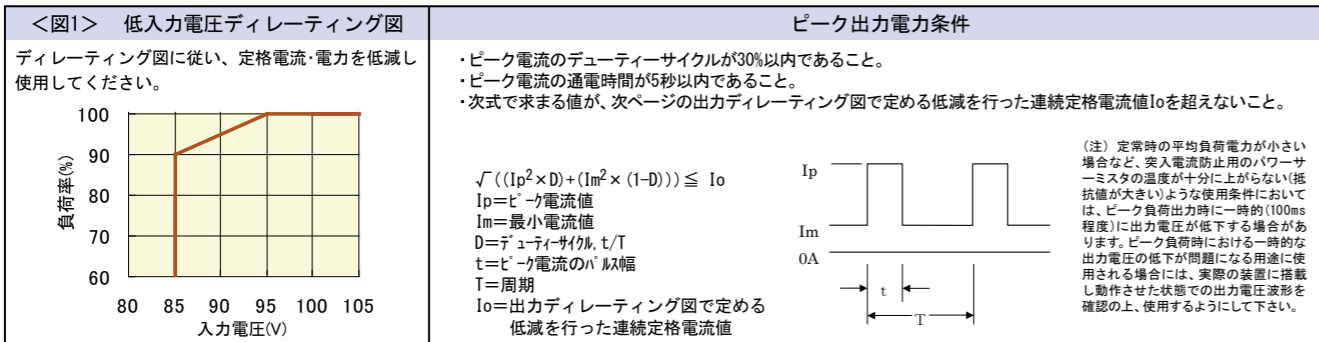 <図1> 低入力電圧ディレーティング図
ディレーティング図に従い、定格電流･電力を低減し
使用してください。
100
90
80
70
60
負荷率(%)
80 85 90 95 100 105
入力電圧(V)
ピーク出力電力条件
・ピーク電流のデューティーサイクルが30%以内であること。
・ピーク電流の通電時間が5秒以内であること。
・次式で求まる値が、次ページの出力ディレーティング図で定める低減を行った連続定格電流値Ioを超えないこと。
√((Ip²×D)+(Im²×(1-D)))≦ Io
Ip=ﾋﾟｰｸ電流値
Im=最小電流値
D=ﾃﾞｭｰﾃｨｰｻｲｸﾙ, t/T
t=ﾋﾟｰｸ電流のﾊﾟﾙｽ幅
T=周期
Io=出力ディレーティング図で定める
低減を行った連続定格電流値
Ip
Im
0A
t
T
(注) 定常時の平均負荷電力が小さい
場合など、突入電流防止用のパワーサ
ーミスタの温度が十分に上がらない(抵
抗値が大きい)ような使用条件において
は、ピーク負荷出力時に一時的(100ms
程度)に出力電圧が低下する場合があ
ります。ピーク負荷時における一時的な
出力電圧の低下が問題になる用途に使
用される場合には、実際の装置に搭載
し動作させた状態での出力電圧波形を
確認の上、使用するようにして下さい。